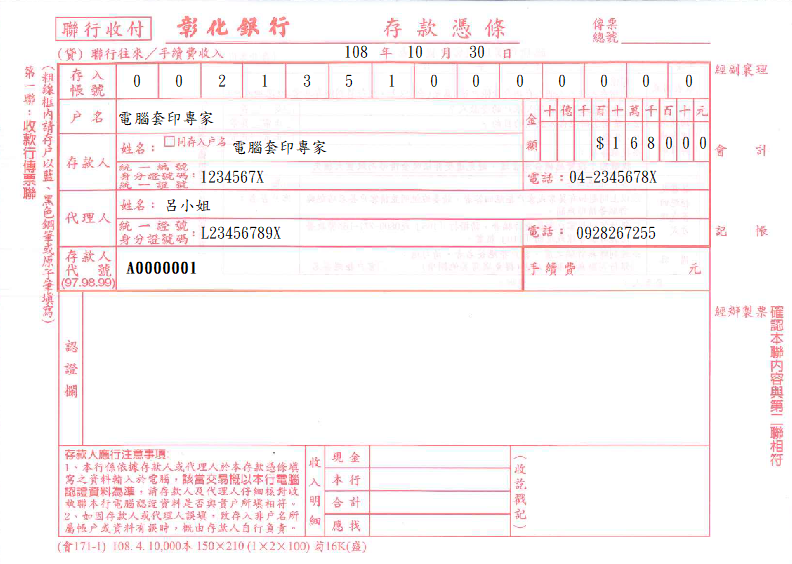 聯行收付 彰化銀行 存款憑條 傳票總號
(貸) 聯行往來/手續費收入 108 年 10 月 30 日
第一聯:收款行傳票聯
(粗線框內請存戶以藍、黑色鋼筆或原子筆填寫)
存入帳號 0 0 2 1 3 5 1 0 0 0 0 0 0 0
戶名 電腦套印專家
金額 十億千百十萬千百十元
$168000
存款人 姓名: □同存入戶名 電腦套印專家
統一編號
身分證號碼: 1234567X
統一證號
電話: 04-2345678X
代理人 姓名: 呂小姐
統一證號
身分證號碼: L23456789X
電話: 0928267255
存款人代號 (97.98.99) A0000001
手續費 元
經副襄理
會計
記帳
經辦製票
認證欄
確認本聯內容與第二聯相符
存款人應行注意事項:
1、本行係依據存款人或代理人於本存款憑條填
寫之資料輸入於電腦,該當交易概以本行電腦
認證資料為準,請存款人及代理人仔細核對收
款聯本行電腦認證資料是否與貴戶所填相符。
2、如因存款人或代理人誤填,致存入非戶名所
屬帳戶或資料有誤時,概由存款人自行負責。
收入明細
現金
本行
合計
應找
(收訖戳記)
(會171-1) 108. 4. 10,000本 150×210 (1×2×100) 茍16K(盛)